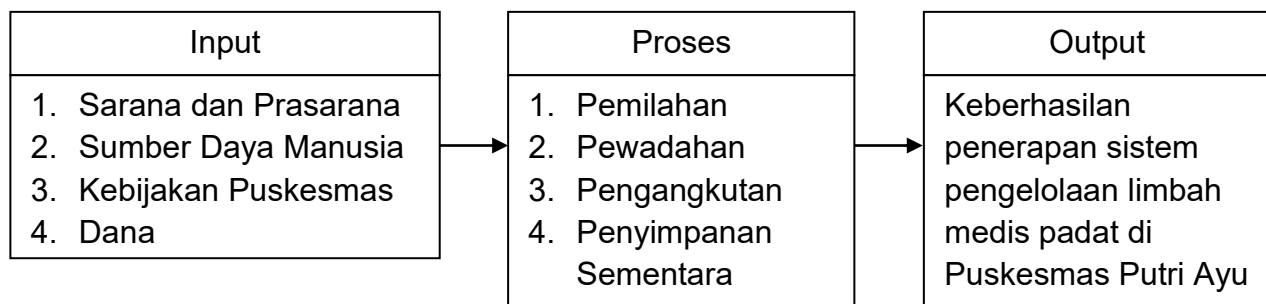 Input
1. Sarana dan Prasarana
2. Sumber Daya Manusia
3. Kebijakan Puskesmas
4. Dana
Proses
1. Pemilahan
2. Pewadahan
3. Pengangkutan
4. Penyimpanan
Sementara
Output
Keberhasilan
penerapan sistem
pengelolaan limbah
medis padat di
Puskesmas Putri Ayu